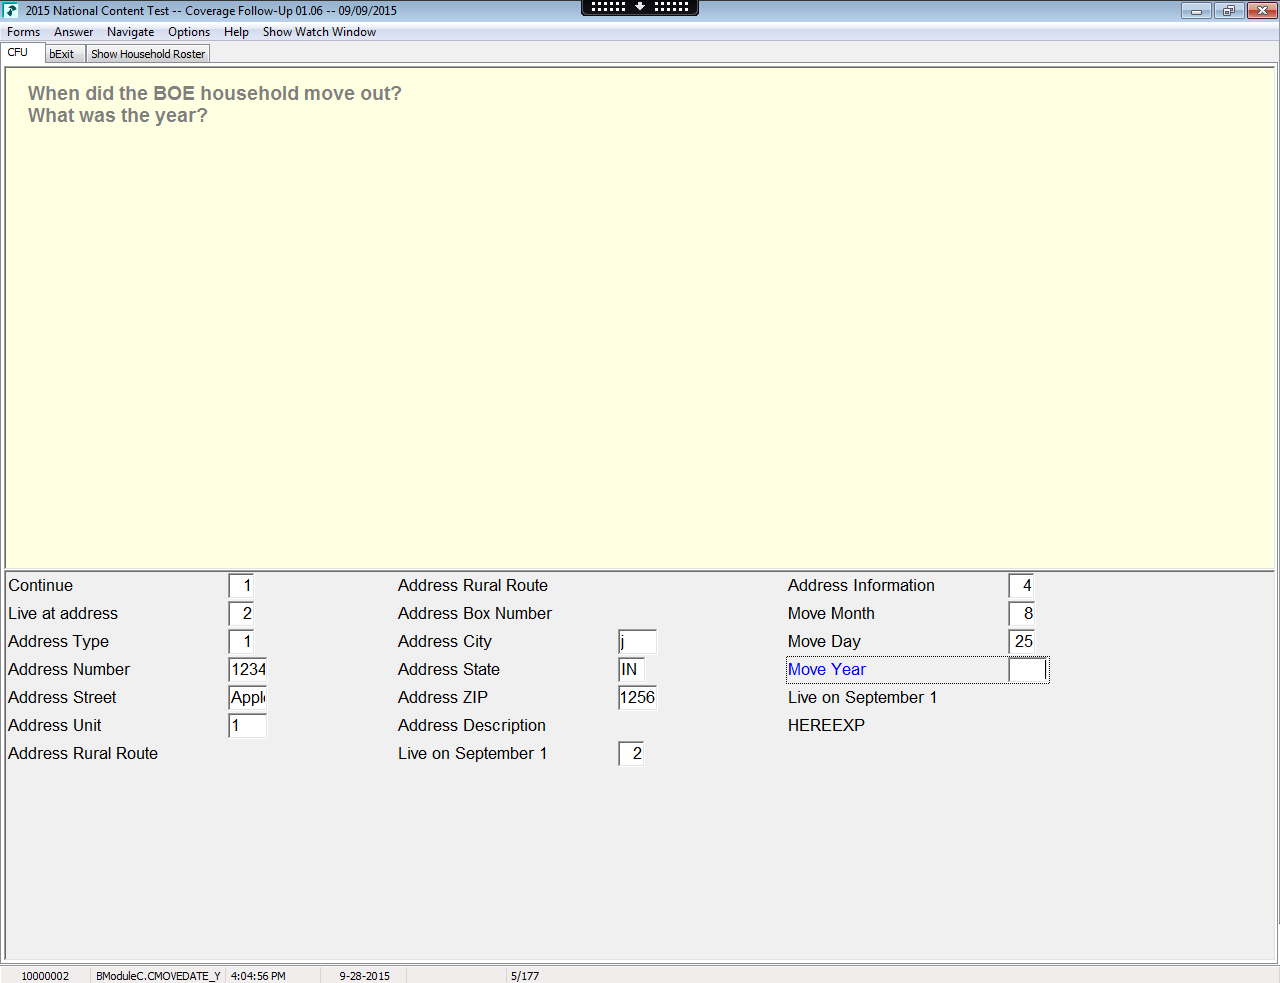 2015 National Content Test -- Coverage Follow-Up 01.06 -- 09/09/2015
Forms Answer Navigate Options Help Show Watch Window
CFU bExit Show Household Roster
When did the BOE household move out?
What was the year?
Continue 1
Live at address 2
Address Type 1
Address Number 1234
Address Street Appl
Address Unit 1
Address Rural Route
Address Rural Route
Address Box Number
Address City j
Address State IN
Address ZIP 1256
Address Description
Live on September 1 2
Address Information 4
Move Month 8
Move Day 25
Move Year
Live on September 1
HEREEXP
10000002 BModuleC.CMOVEDATE_Y 4:04:56 PM 9-28-2015 5/177